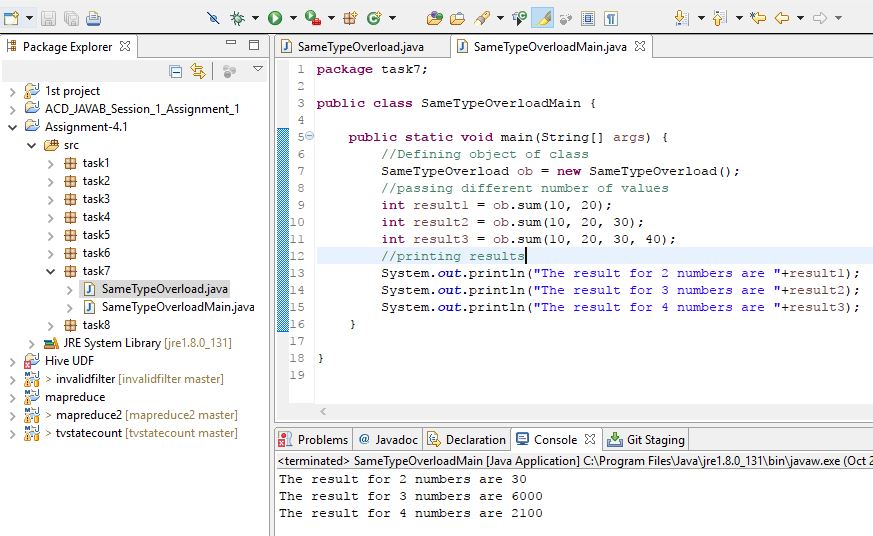 Package Explorer
1st project
ACD_JAVAB_Session_1_Assignment_1
Assignment-4.1
src
task1
task2
task3
task4
task5
task6
task7
SameTypeOverload.java
SameTypeOverloadMain.java
task8
JRE System Library [jre1.8.0_131]
Hive UDF
> invalidfilter [invalidfilter master]
mapreduce
> mapreduce2 [mapreduce2 master]
> tvstatecount [tvstatecount master]
SameTypeOverload.java SameTypeOverloadMain.java
1 package task7;
2
3 public class SameTypeOverloadMain {
4
5 public static void main(String[] args) {
6 //Defining object of class
7 SameTypeOverload ob = new SameTypeOverload();
8 //passing different number of values
9 int result1 = ob.sum(10, 20);
10 int result2 = ob.sum(10, 20, 30);
11 int result3 = ob.sum(10, 20, 30, 40);
12 //printing results
13 System.out.println("The result for 2 numbers are "+result1);
14 System.out.println("The result for 3 numbers are "+result2);
15 System.out.println("The result for 4 numbers are "+result3);
16 }
17
18 }
19
Problems @ Javadoc Declaration Console Git Staging
<terminated> SameTypeOverloadMain [Java Application] C:\Program Files\Java\jre1.8.0_131\bin\javaw.exe (Oct 2
The result for 2 numbers are 30
The result for 3 numbers are 6000
The result for 4 numbers are 2100